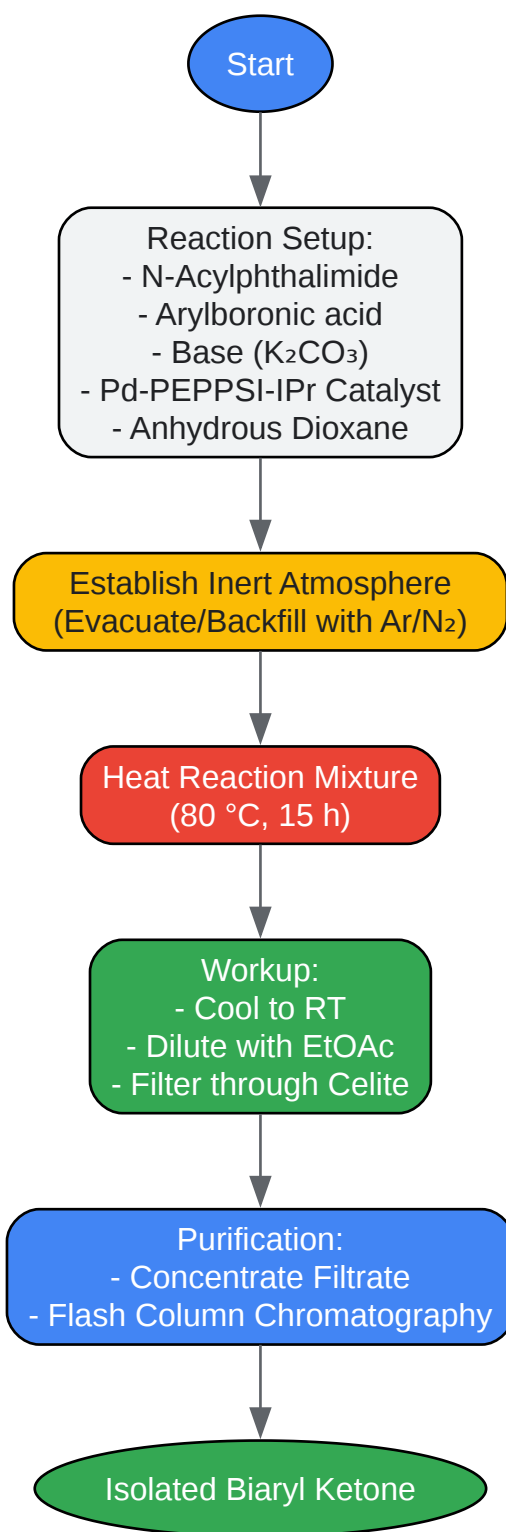 Start
Reaction Setup:
- N-Acylphthalimide
- Arylboronic acid
- Base (K₂CO₃)
- Pd-PEPPSI-IPr Catalyst
- Anhydrous Dioxane
Establish Inert Atmosphere
(Evacuate/Backfill with Ar/N₂)
Heat Reaction Mixture
(80 °C, 15 h)
Workup:
- Cool to RT
- Dilute with EtOAc
- Filter through Celite
Purification:
- Concentrate Filtrate
- Flash Column Chromatography
Isolated Biaryl Ketone